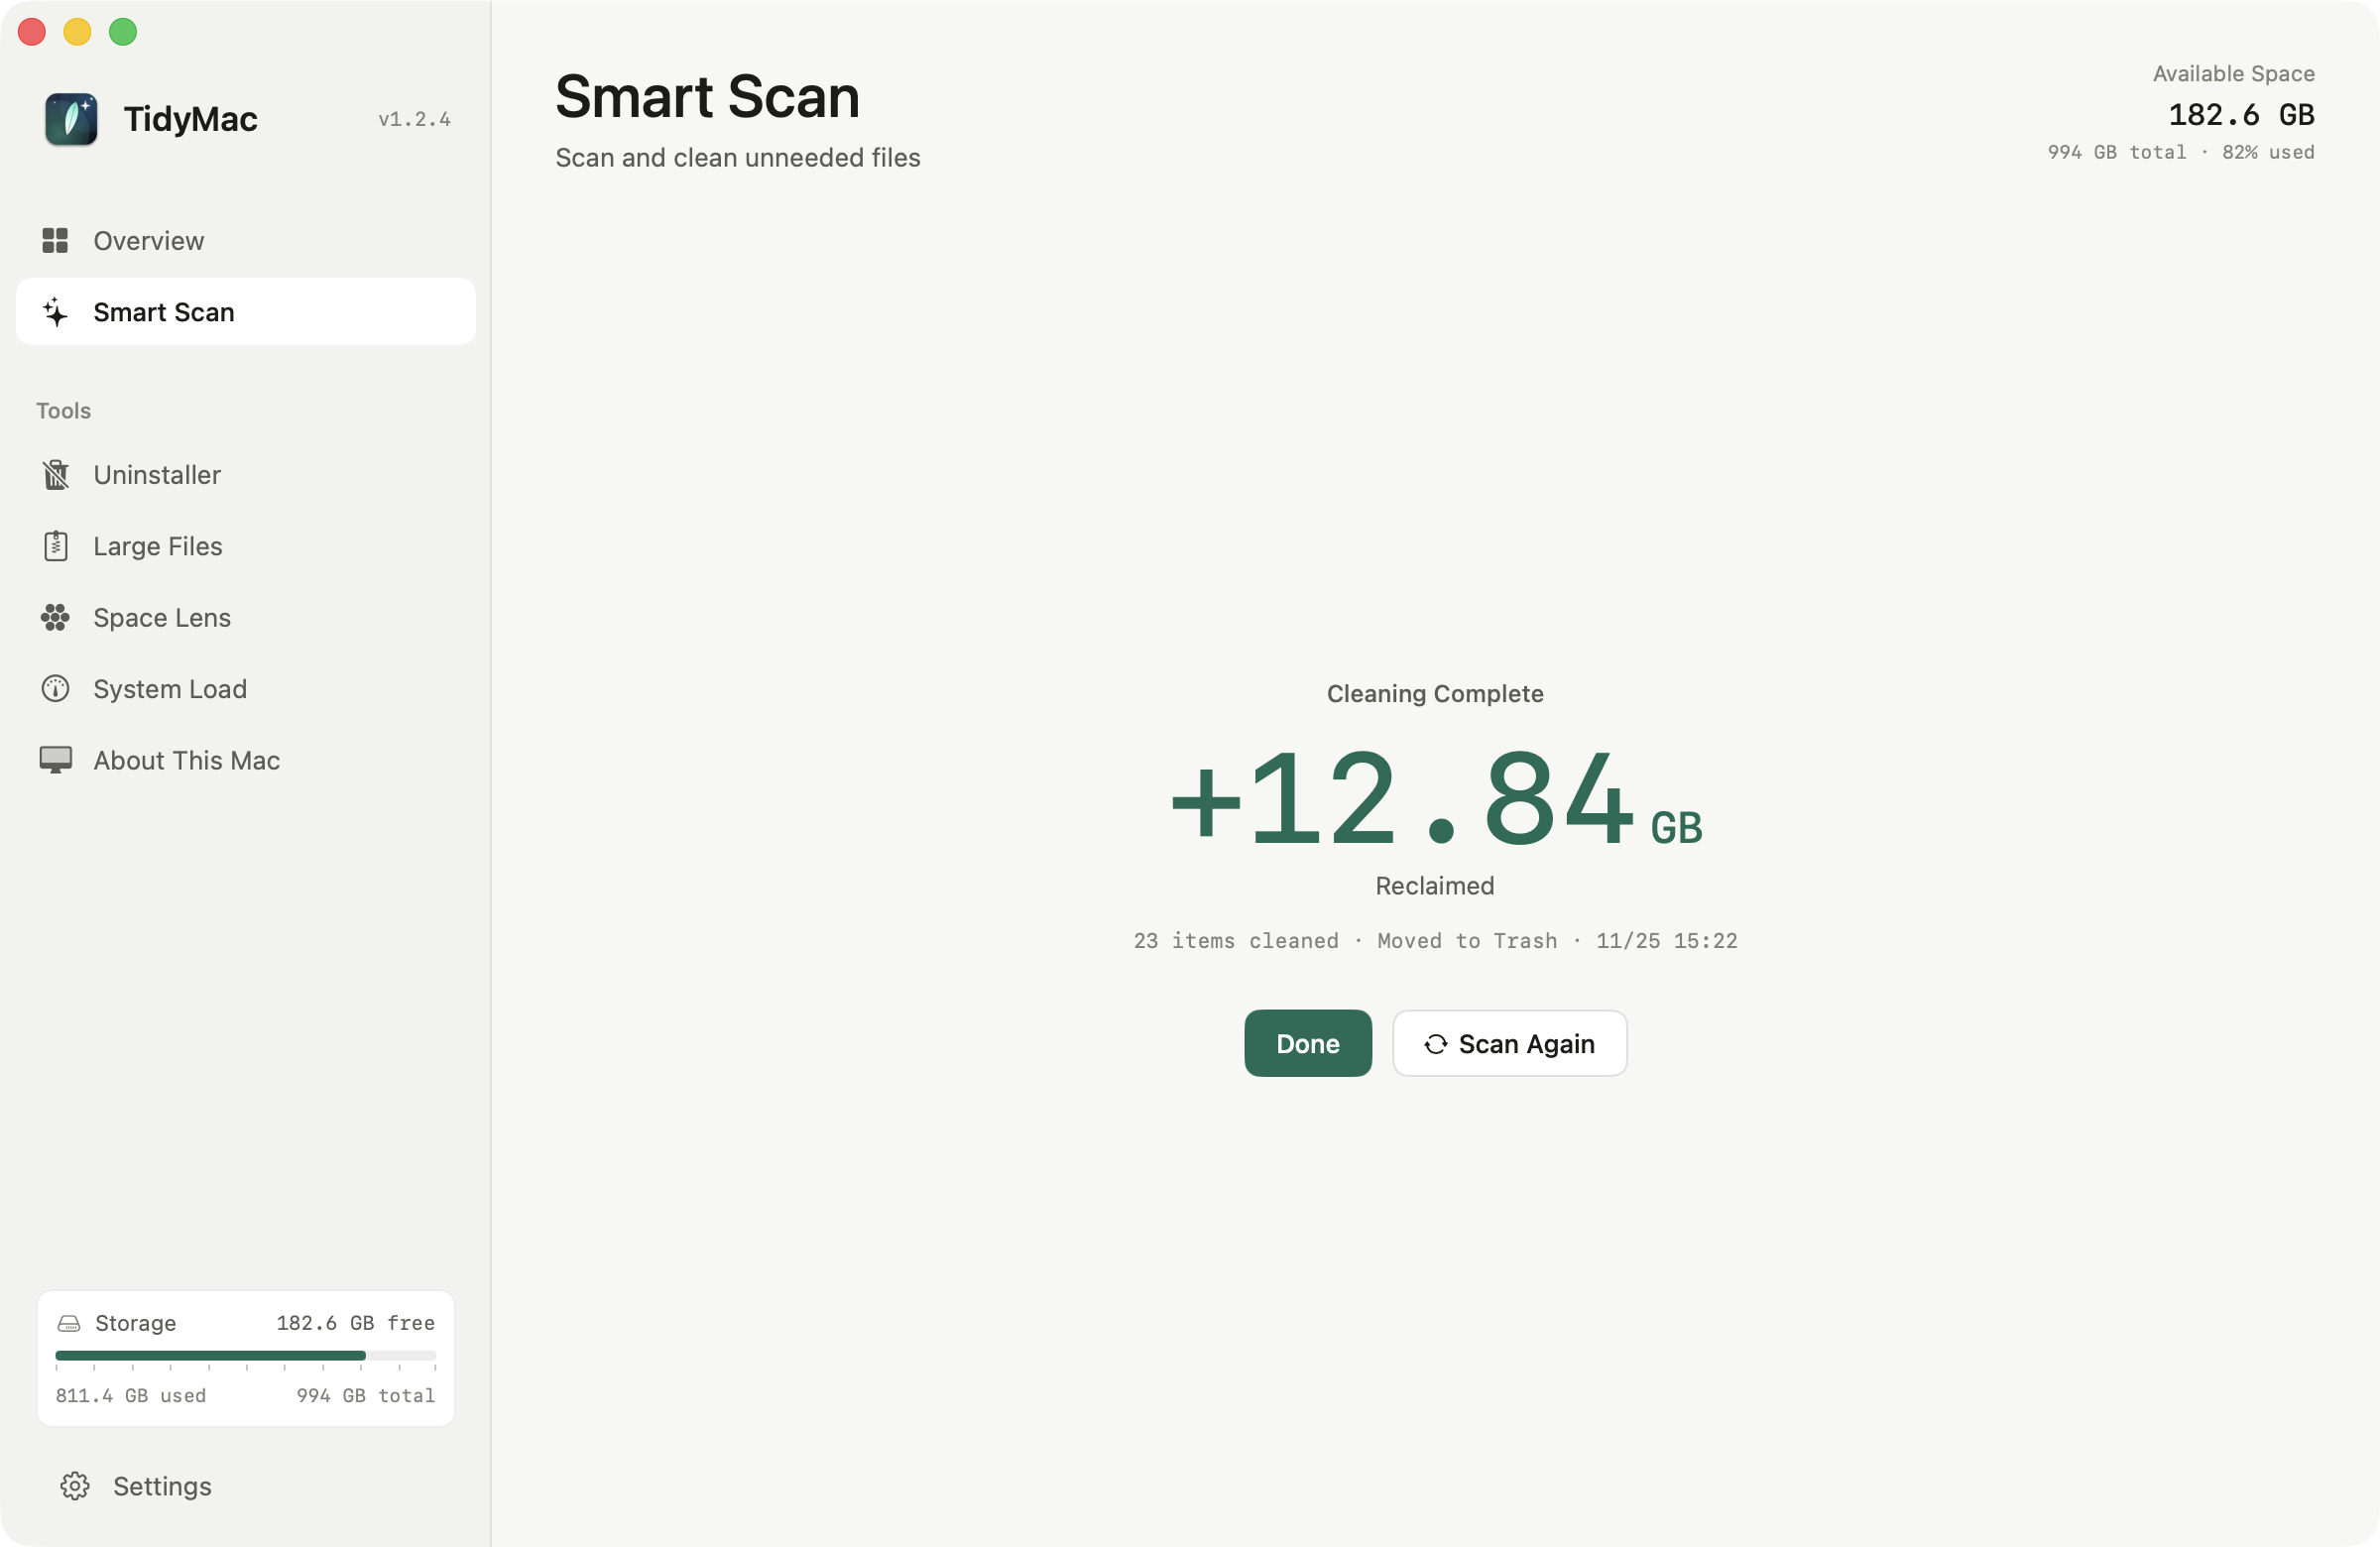 TidyMac
v1.2.4
Overview
Smart Scan
Tools
Uninstaller
Large Files
Space Lens
System Load
About This Mac
Storage
182.6 GB free
811.4 GB used
994 GB total
Settings
Smart Scan
Scan and clean unneeded files
Available Space
182.6 GB
994 GB total · 82% used
Cleaning Complete
+12.84 GB
Reclaimed
23 items cleaned · Moved to Trash · 11/25 15:22
Done
Scan Again